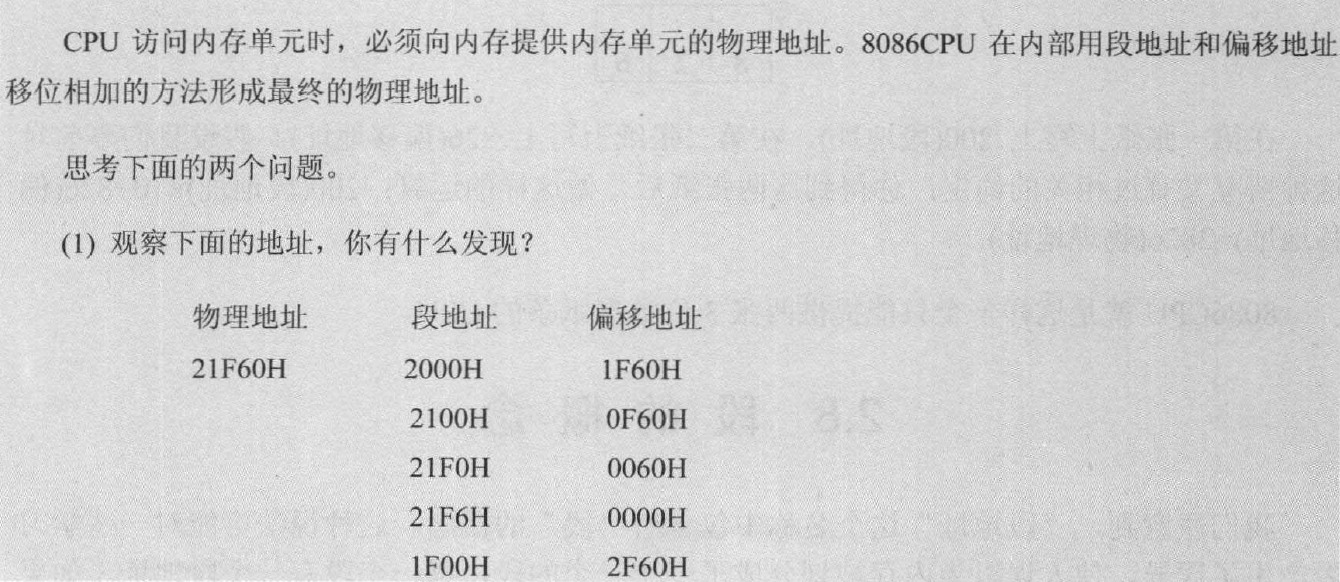 CPU 访问内存单元时，必须向内存提供内存单元的物理地址。8086CPU 在内部用段地址和偏移地址
移位相加的方法形成最终的物理地址。
思考下面的两个问题。
(1) 观察下面的地址，你有什么发现？
物理地址 段地址 偏移地址
21F60H 2000H 1F60H
2100H 0F60H
21F0H 0060H
21F6H 0000H
1F00H 2F60H